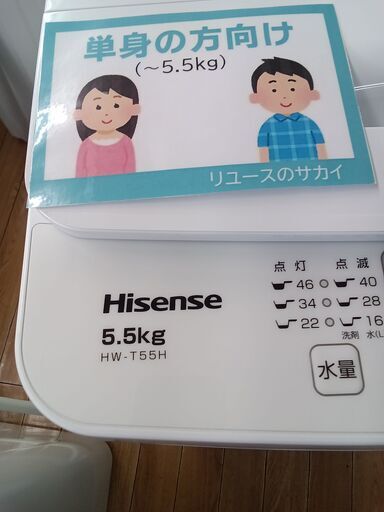 単身の方向け
(～5.5kg)
リユースのサカイ
Hisense
5.5kg
HW-T55H
点灯 点滅
46 40
34 28
22 16
洗剤 水(L
水量